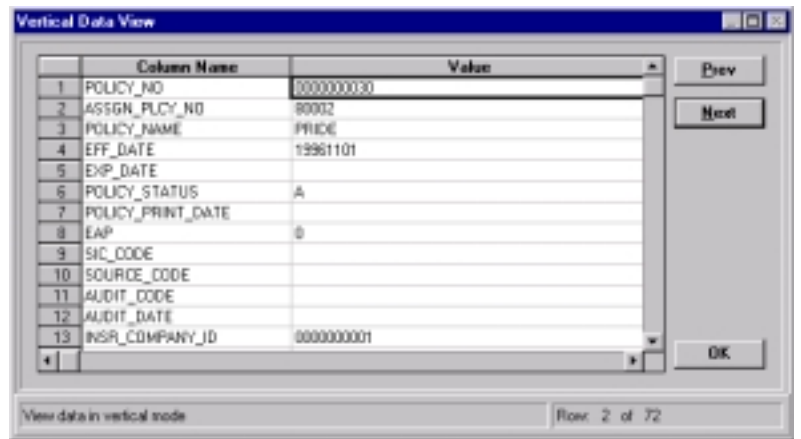 Vertical Data View
Column Name Value
1 POLICY_NO 0000000030
2 ASSGN_PLCY_NO 80002
3 POLICY_NAME PRIDE
4 EFF_DATE 19961101
5 EXP_DATE
6 POLICY_STATUS A
7 POLICY_PRINT_DATE
8 EAP 0
9 SIC_CODE
10 SOURCE_CODE
11 AUDIT_CODE
12 AUDIT_DATE
13 INSR_COMPANY_ID 0000000001
Prev
Next
OK
View data in vertical mode
Row: 2 of 72